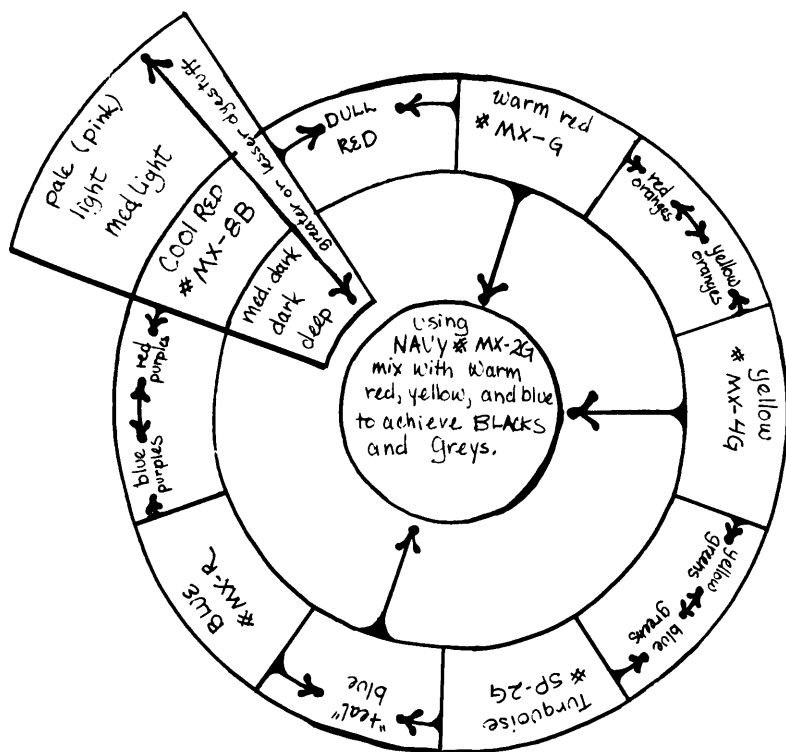 pale (pink)
light
med light
greater or lesser dyestuff
COOL RED
# MX-8B
med. dark
dark
deep
DULL
RED
warm red
# MX-G
red
oranges
yellow
oranges
yellow
# MX-4G
yellow
greens
blue
greens
Turquoise
# SP-2G
"teal"
blue
BLUE
# MX-R
blue
purples
red
purples
using
NAVY # MX-2G
mix with warm
red, yellow, and blue
to achieve BLACKS
and Greys.